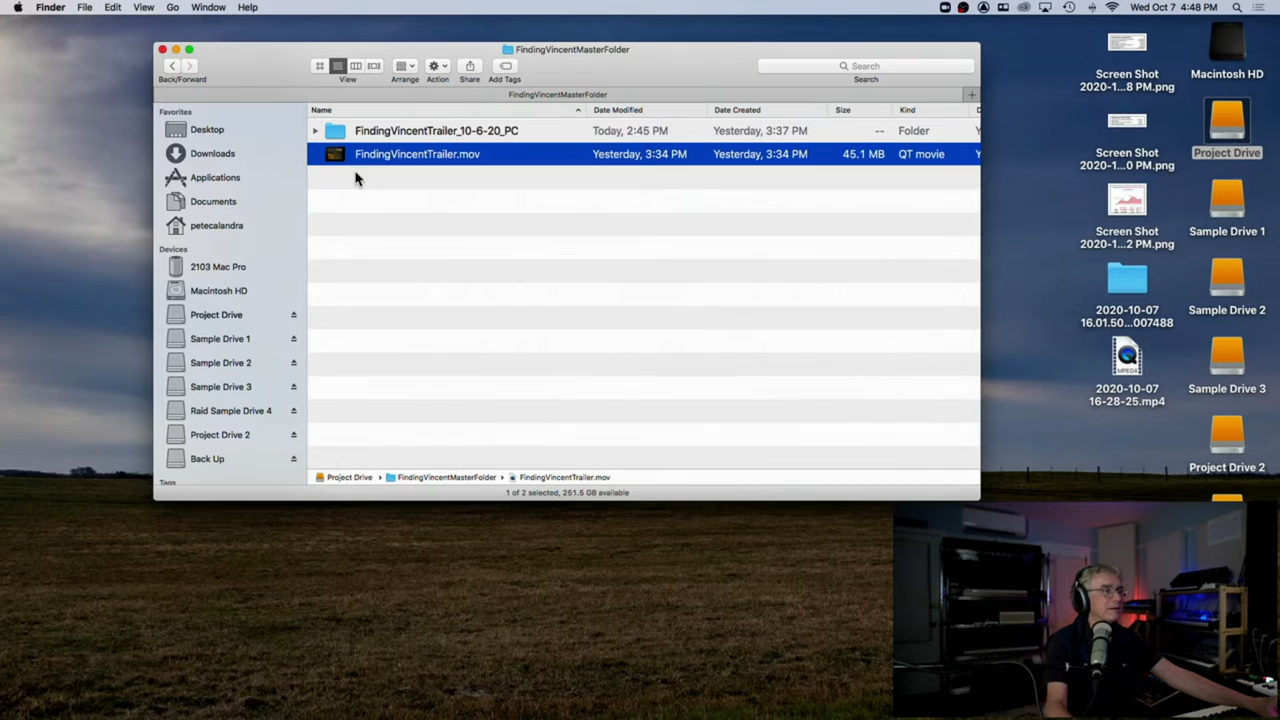 Finder File Edit View Go Window Help
Wed Oct 7 4:48 PM
FindingVincentMasterFolder
Back/Forward
View
Arrange
Action
Share
Add Tags
Search
Search
FindingVincentMasterFolder
Name Date Modified Date Created Size Kind
FindingVincentTrailer_10-6-20_PC Today, 2:45 PM Yesterday, 3:37 PM -- Folder Y
FindingVincentTrailer.mov Yesterday, 3:34 PM Yesterday, 3:34 PM 45.1 MB QT movie Y
Favorites
Desktop
Downloads
Applications
Documents
petecalandra
Devices
2103 Mac Pro
Macintosh HD
Project Drive
Sample Drive 1
Sample Drive 2
Sample Drive 3
Raid Sample Drive 4
Project Drive 2
Back Up
Tags
Project Drive › FindingVincentMasterFolder › FindingVincentTrailer.mov
1 of 2 selected, 251.5 GB available
Screen Shot
2020-1...8 PM.png
Screen Shot
2020-1...0 PM.png
Screen Shot
2020-1...2 PM.png
2020-10-07
16.01.50...007488
MPEG4
2020-10-07
16-28-25.mp4
Macintosh HD
Project Drive
Sample Drive 1
Sample Drive 2
Sample Drive 3
Project Drive 2